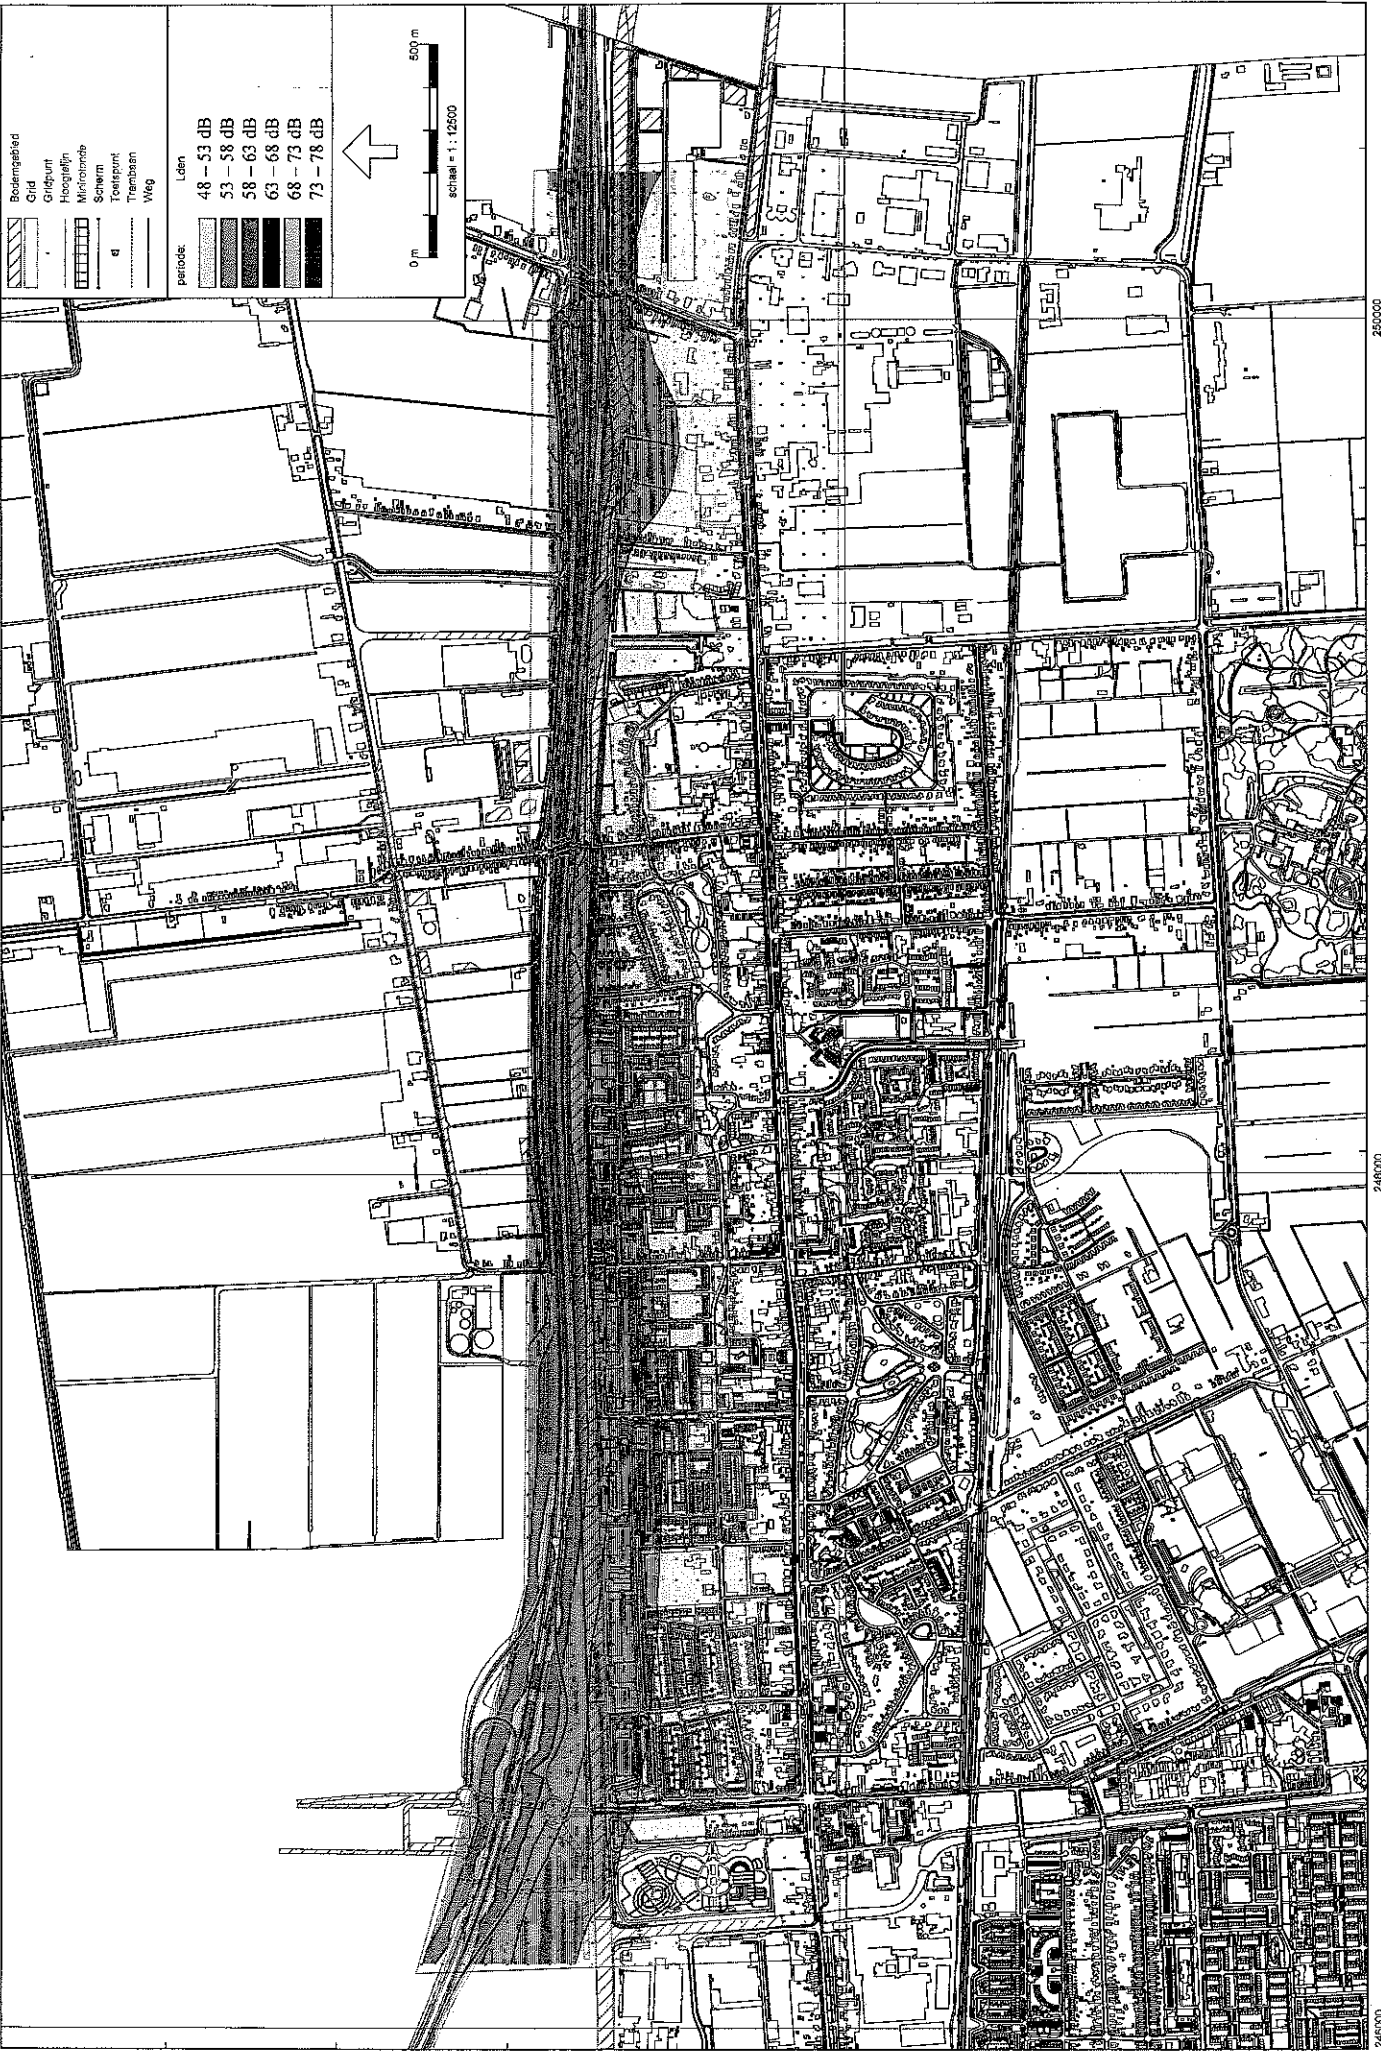 Bodemgebied
Grid
Gridpunt
Hoogtelijn
Minirotonde
Scherm
Toetspunt
Trambaan
Weg
periode: Lden
48 – 53 dB
53 – 58 dB
58 – 63 dB
63 – 68 dB
68 – 73 dB
73 – 78 dB
0 m 500 m
schaal = 1 : 12500
250000
248000
246000